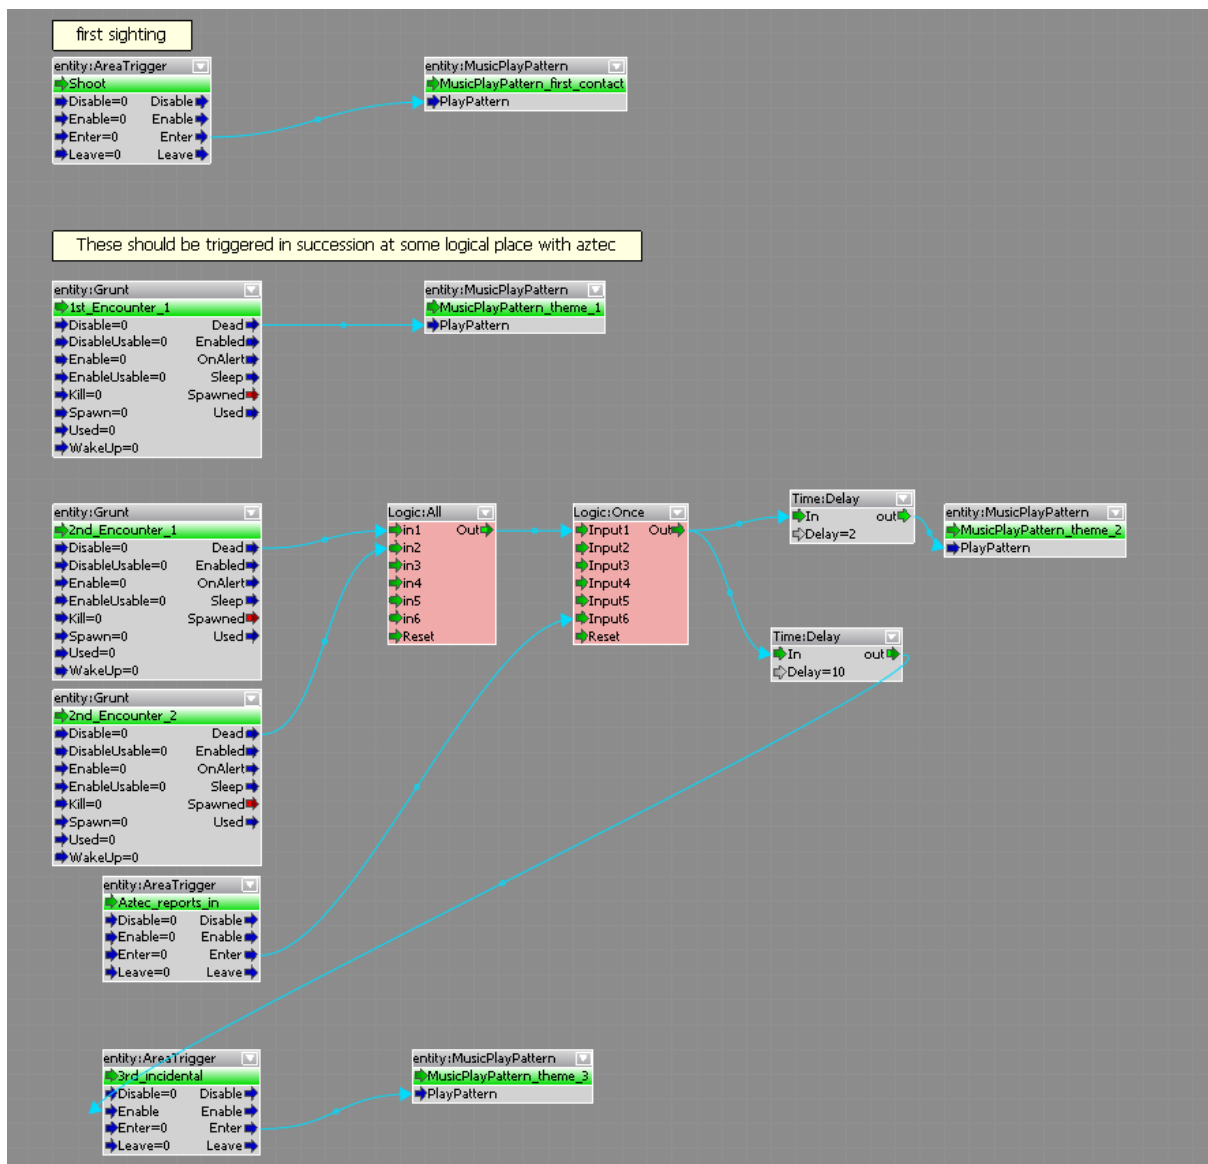 first sighting
entity:AreaTrigger
Shoot
Disable=0 Disable
Enable=0 Enable
Enter=0 Enter
Leave=0 Leave
entity:MusicPlayPattern
MusicPlayPattern_first_contact
PlayPattern
These should be triggered in succession at some logical place with aztec
entity:Grunt
1st_Encounter_1
Disable=0 Dead
DisableUsable=0 Enabled
Enable=0 OnAlert
EnableUsable=0 Sleep
Kill=0 Spawned
Spawn=0 Used
Used=0
WakeUp=0
entity:MusicPlayPattern
MusicPlayPattern_theme_1
PlayPattern
entity:Grunt
2nd_Encounter_1
Disable=0 Dead
DisableUsable=0 Enabled
Enable=0 OnAlert
EnableUsable=0 Sleep
Kill=0 Spawned
Spawn=0 Used
Used=0
WakeUp=0
Logic:All
in1 Out
in2
in3
in4
in5
in6
Reset
Logic:Once
Input1 Out
Input2
Input3
Input4
Input5
Input6
Reset
Time:Delay
In out
Delay=2
entity:MusicPlayPattern
MusicPlayPattern_theme_2
PlayPattern
Time:Delay
In out
Delay=10
entity:Grunt
2nd_Encounter_2
Disable=0 Dead
DisableUsable=0 Enabled
Enable=0 OnAlert
EnableUsable=0 Sleep
Kill=0 Spawned
Spawn=0 Used
Used=0
WakeUp=0
entity:AreaTrigger
Aztec_reports_in
Disable=0 Disable
Enable=0 Enable
Enter=0 Enter
Leave=0 Leave
entity:AreaTrigger
3rd_incidental
Disable=0 Disable
Enable Enable
Enter=0 Enter
Leave=0 Leave
entity:MusicPlayPattern
MusicPlayPattern_theme_3
PlayPattern